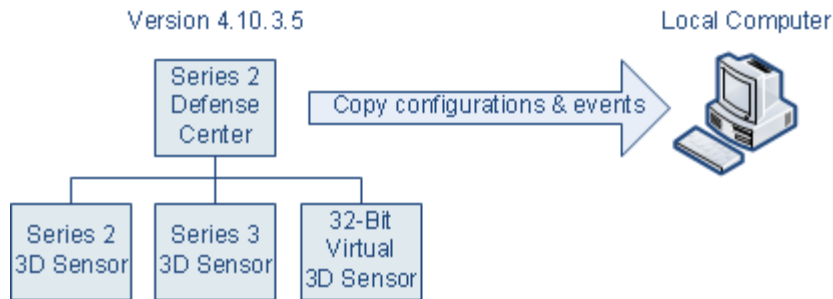 Version 4.10.3.5
Local Computer
Series 2
Defense
Center
Copy configurations & events
Series 2
3D Sensor
Series 3
3D Sensor
32-Bit
Virtual
3D Sensor